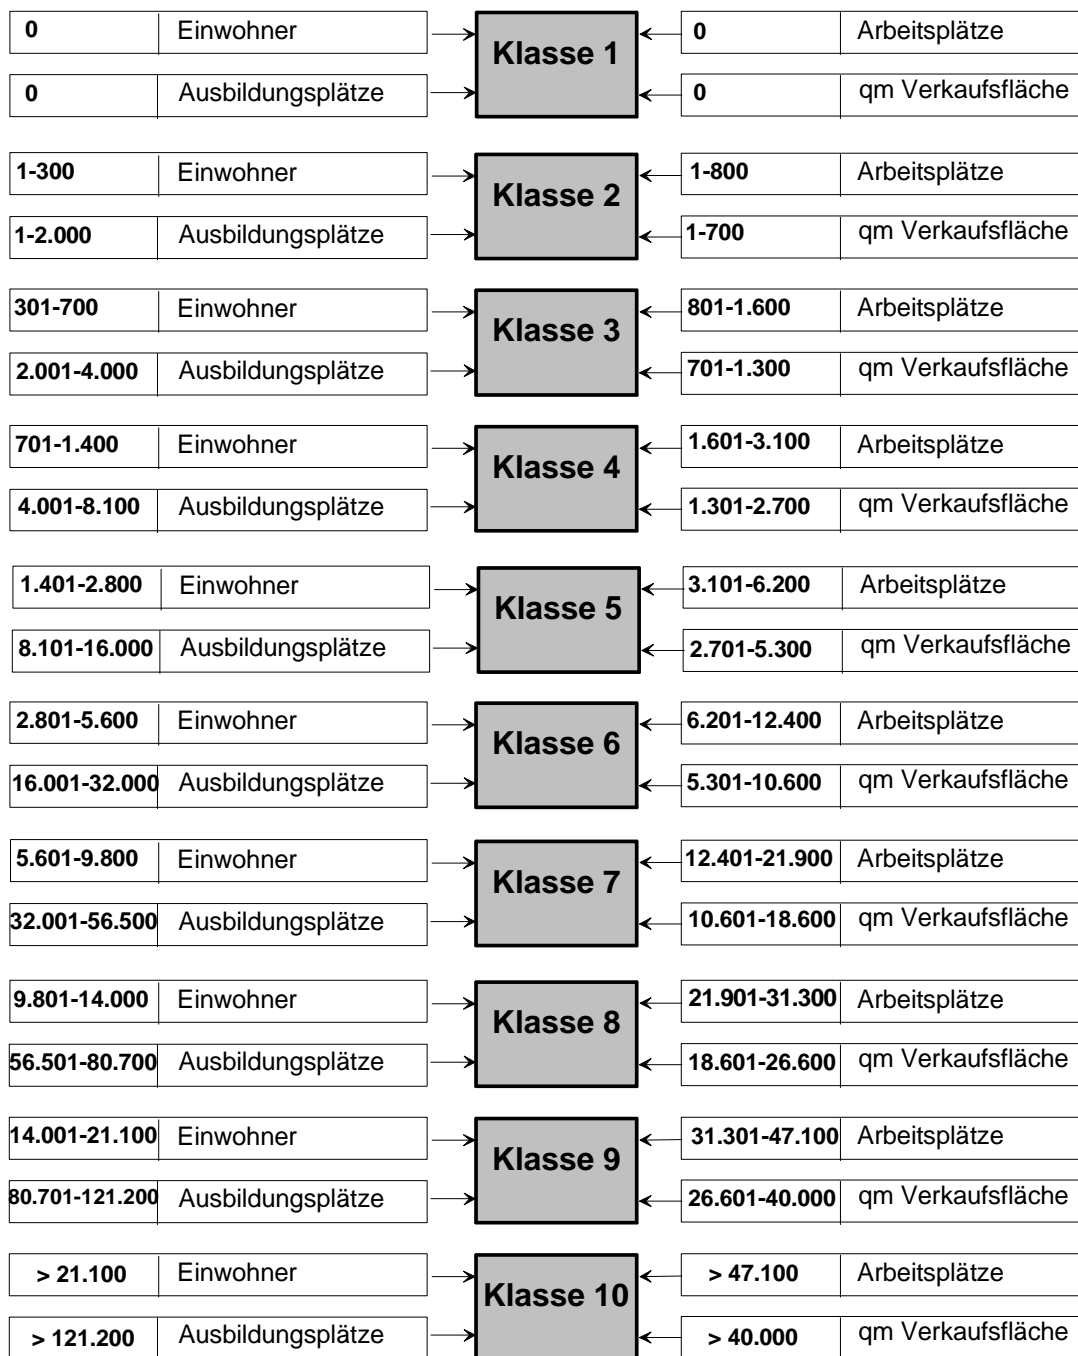 0 Einwohner Klasse 1 0 Arbeitsplätze
0 Ausbildungsplätze 0 qm Verkaufsfläche
1-300 Einwohner Klasse 2 1-800 Arbeitsplätze
1-2.000 Ausbildungsplätze 1-700 qm Verkaufsfläche
301-700 Einwohner Klasse 3 801-1.600 Arbeitsplätze
2.001-4.000 Ausbildungsplätze 701-1.300 qm Verkaufsfläche
701-1.400 Einwohner Klasse 4 1.601-3.100 Arbeitsplätze
4.001-8.100 Ausbildungsplätze 1.301-2.700 qm Verkaufsfläche
1.401-2.800 Einwohner Klasse 5 3.101-6.200 Arbeitsplätze
8.101-16.000 Ausbildungsplätze 2.701-5.300 qm Verkaufsfläche
2.801-5.600 Einwohner Klasse 6 6.201-12.400 Arbeitsplätze
16.001-32.000 Ausbildungsplätze 5.301-10.600 qm Verkaufsfläche
5.601-9.800 Einwohner Klasse 7 12.401-21.900 Arbeitsplätze
32.001-56.500 Ausbildungsplätze 10.601-18.600 qm Verkaufsfläche
9.801-14.000 Einwohner Klasse 8 21.901-31.300 Arbeitsplätze
56.501-80.700 Ausbildungsplätze 18.601-26.600 qm Verkaufsfläche
14.001-21.100 Einwohner Klasse 9 31.301-47.100 Arbeitsplätze
80.701-121.200 Ausbildungsplätze 26.601-40.000 qm Verkaufsfläche
> 21.100 Einwohner Klasse 10 > 47.100 Arbeitsplätze
> 121.200 Ausbildungsplätze > 40.000 qm Verkaufsfläche